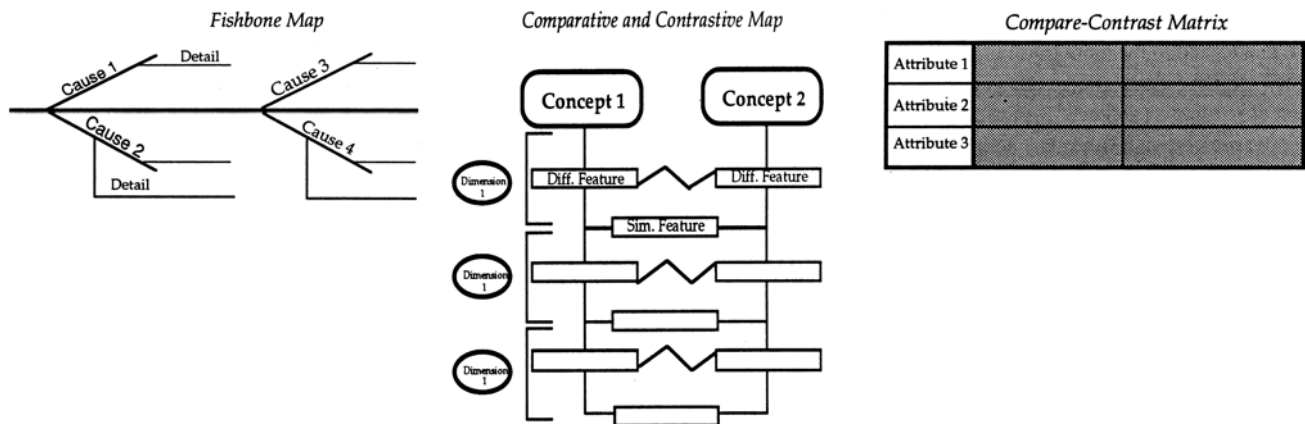 Fishbone Map
Detail
Cause 1
Cause 3
Cause 2
Cause 4
Detail
Comparative and Contrastive Map
Concept 1
Concept 2
Dimension
1
Diff. Feature
Diff. Feature
Sim. Feature
Dimension
1
Dimension
1
Compare-Contrast Matrix
Attribute 1
Attribute 2
Attribute 3